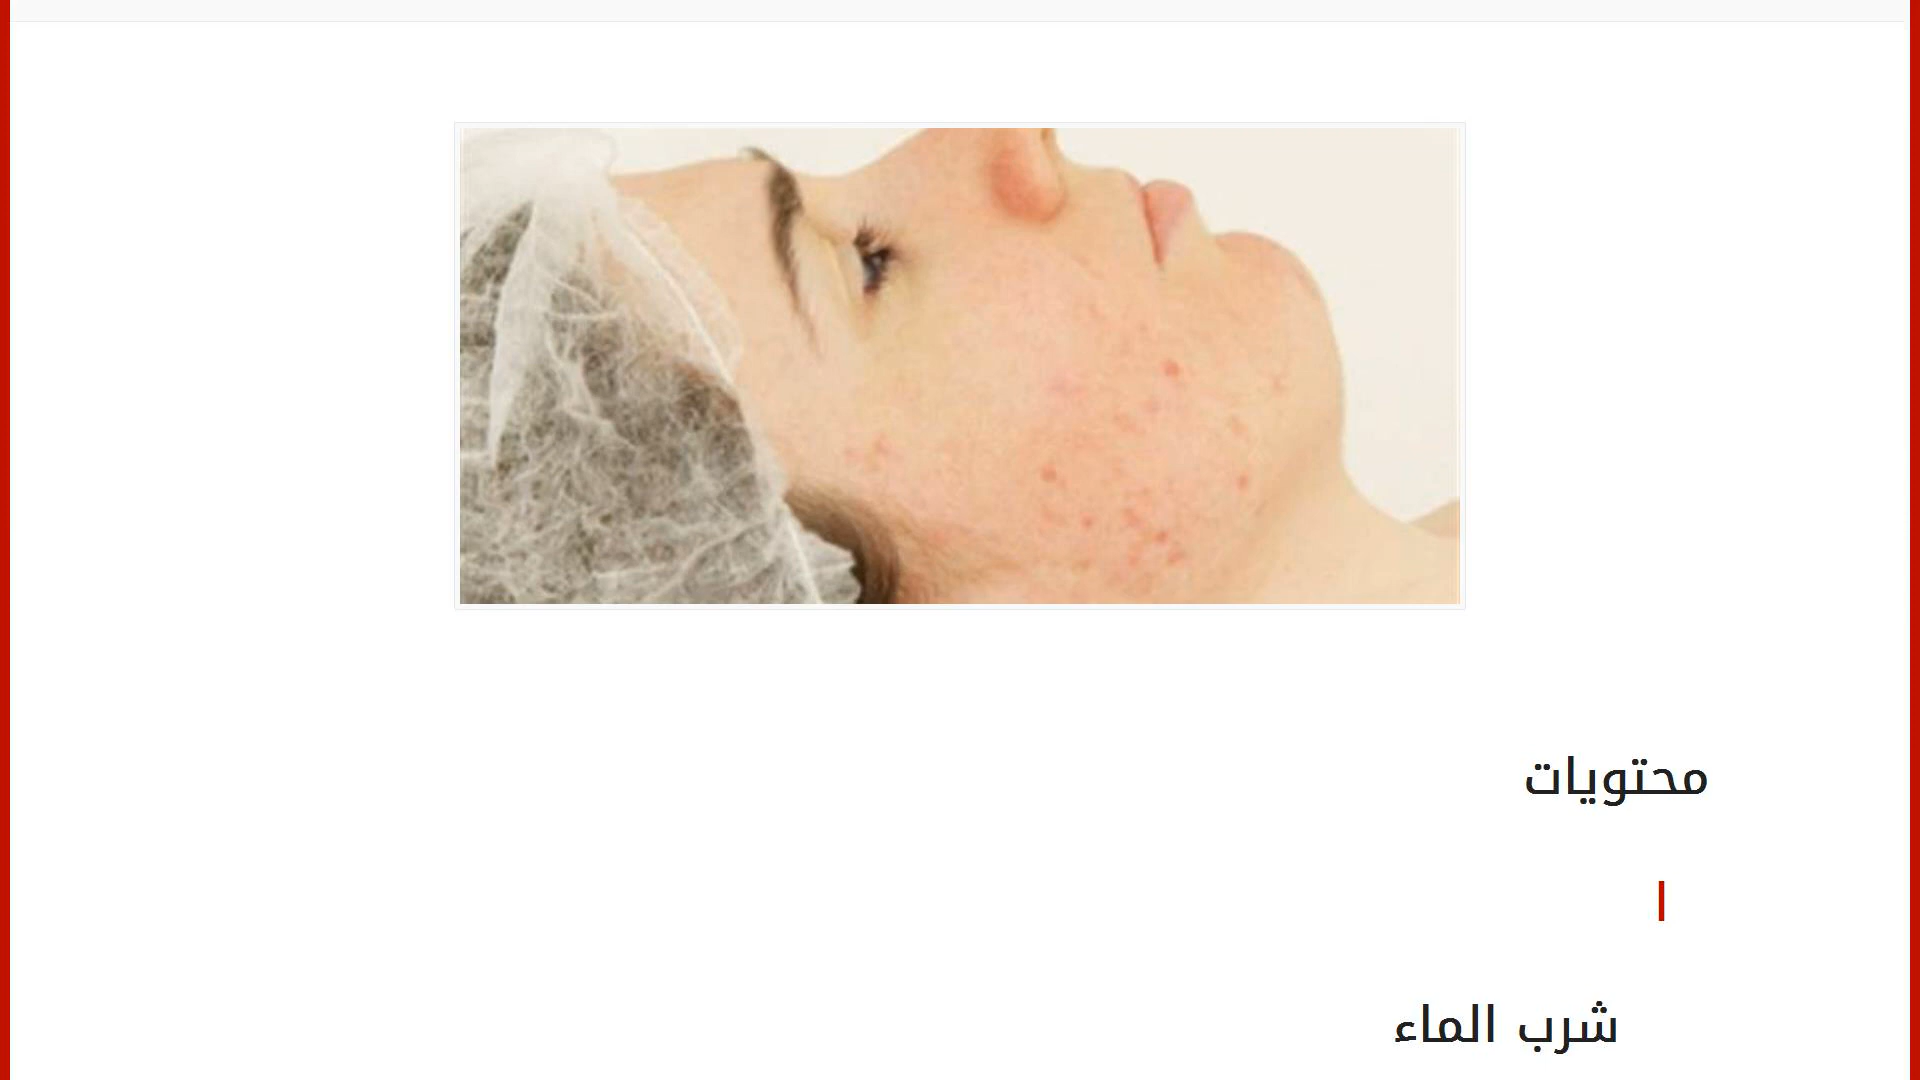 محتويات
شرب الماء